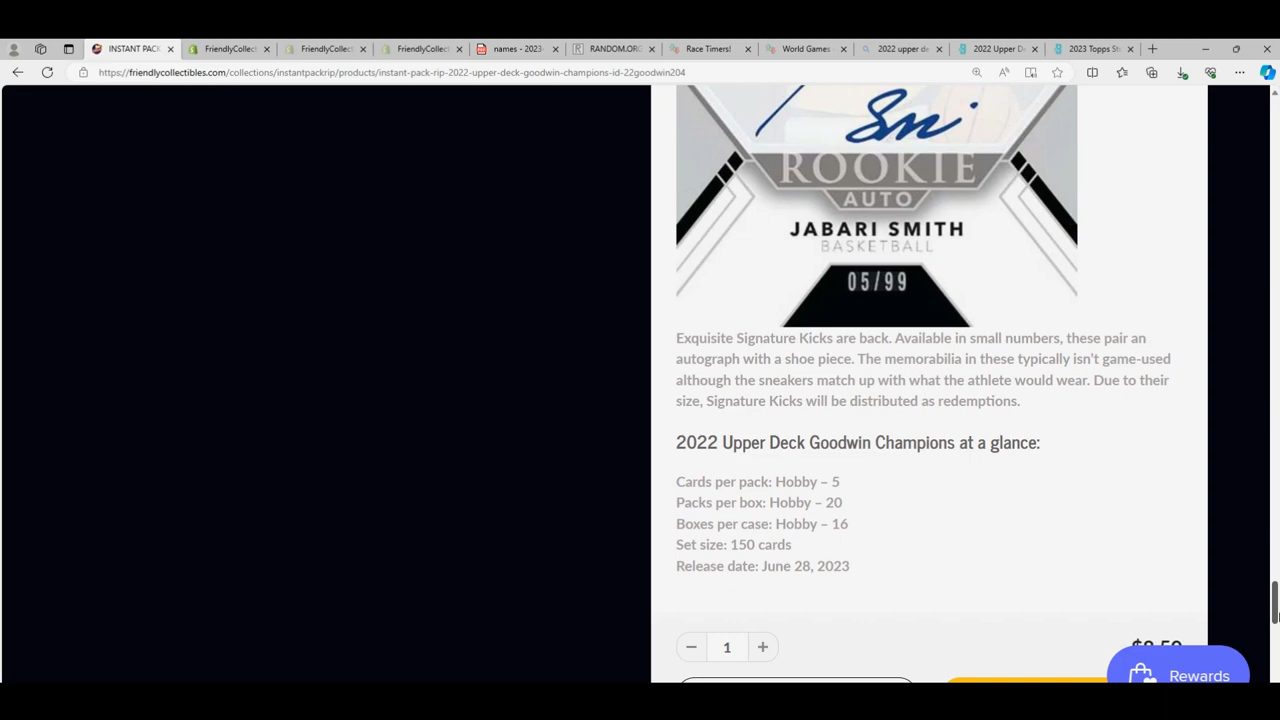 INSTANT PACK
FriendlyCollect
FriendlyCollect
FriendlyCollect
names - 2023-
RANDOM.ORG
Race Timers!
World Games
2022 upper de
2022 Upper D
2023 Topps St
https://friendlycollectibles.com/collections/instantpackrip/products/instant-pack-rip-2022-upper-deck-goodwin-champions-id-22goodwin204
ROOKIE
AUTO
JABARI SMITH
BASKETBALL
05/99
Exquisite Signature Kicks are back. Available in small numbers, these pair an
autograph with a shoe piece. The memorabilia in these typically isn't game-used
although the sneakers match up with what the athlete would wear. Due to their
size, Signature Kicks will be distributed as redemptions.
2022 Upper Deck Goodwin Champions at a glance:
Cards per pack: Hobby – 5
Packs per box: Hobby – 20
Boxes per case: Hobby – 16
Set size: 150 cards
Release date: June 28, 2023
− 1 +
Rewards